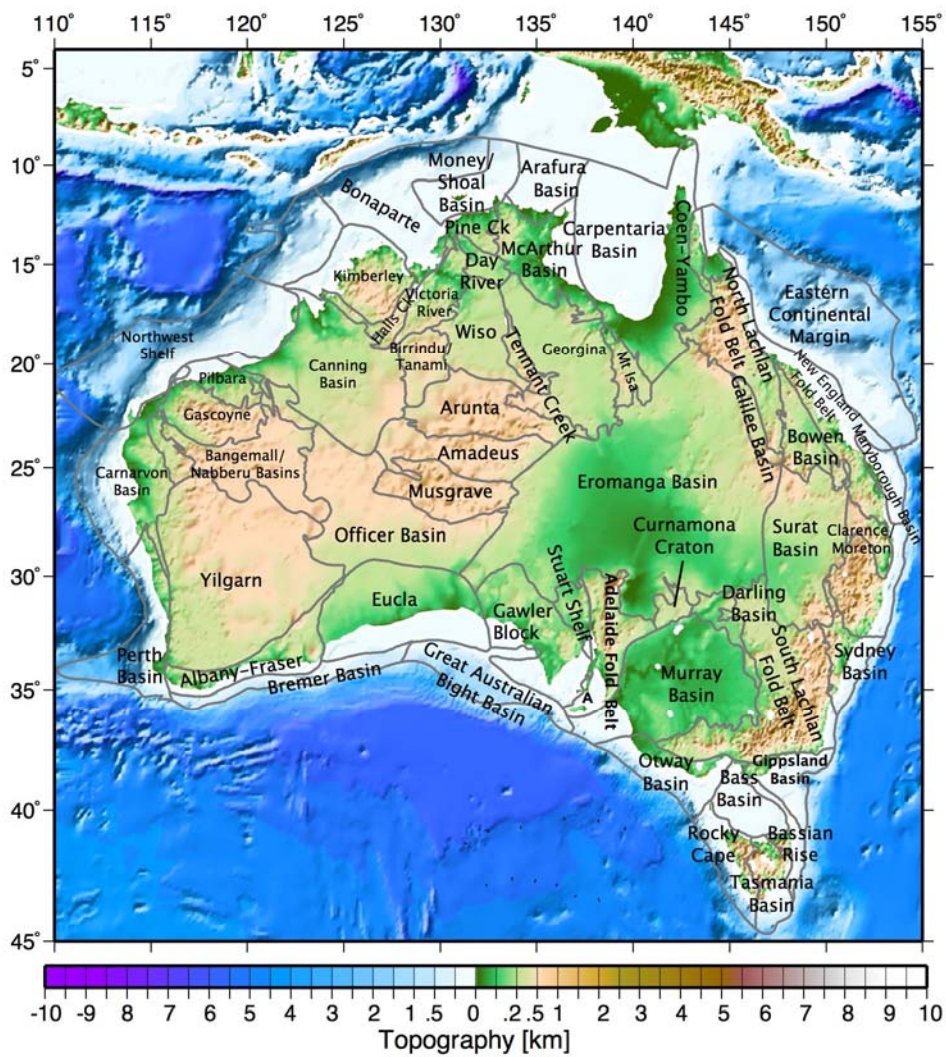 110° 115° 120° 125° 130° 135° 140° 145° 150° 155°
5°
10°
15°
20°
25°
30°
35°
40°
45°
Money/
Shoal
Basin
Arafura
Basin
Bonaparte
Pine Ck
McArthur
Basin
Carpentaria
Basin
Coen-Yambo
Day
River
Kimberley
Victoria
River
Halls Ck
North Lachlan
Fold Belt
Eastern
Continental
Margin
Northwest
Shelf
Wiso
Birrindu
Tanami
Georgina
Mt Isa
Tennant Creek
Canning
Basin
Pilbara
Gascoyne
Galilee Basin
New England
Fold Belt
Maryborough Basin
Bowen
Basin
Arunta
Amadeus
Musgrave
Bangemall/
Nabberu Basins
Carnarvon
Basin
Eromanga Basin
Curnamona
Craton
Surat
Basin
Clarence
Moreton
Officer Basin
Yilgarn
Eucla
Stuart Shelf
Adelaide Fold Belt
Gawler
Block
Darling
Basin
South Lachlan
Fold Belt
Sydney
Basin
Perth
Basin
Albany-Fraser
Bremer Basin
Great Australian
Bight Basin
A
Murray
Basin
Otway
Basin
Bass
Basin
Gippsland
Basin
Rocky
Cape
Bassian
Rise
Tasmania
Basin
-10 -9 8 7 6 5 4 3 2 1.5 .5 0 .2.5 1 2 3 4 5 6 7 8 9 10
Topography [km]